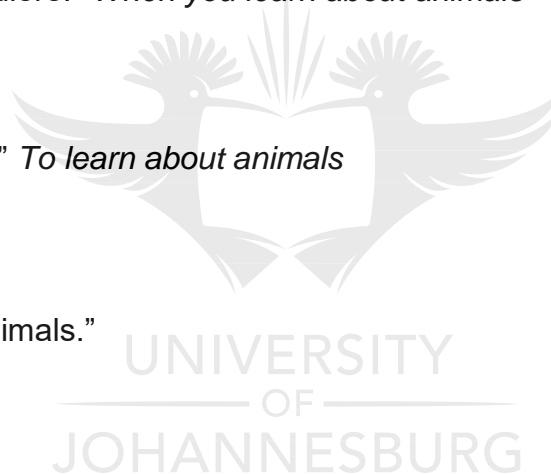 When you learn about animals
” To learn about animals
imals.”
UNIVERSITY
OF
JOHANNESBURG